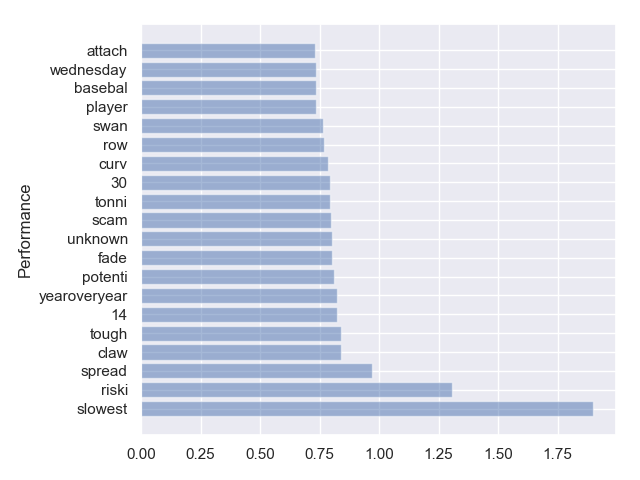 attach
wednesday
basebal
player
swan
row
curv
30
tonni
scam
unknown
fade
potenti
yearoveryear
14
tough
claw
spread
riski
slowest
Performance
0.00 0.25 0.50 0.75 1.00 1.25 1.50 1.75